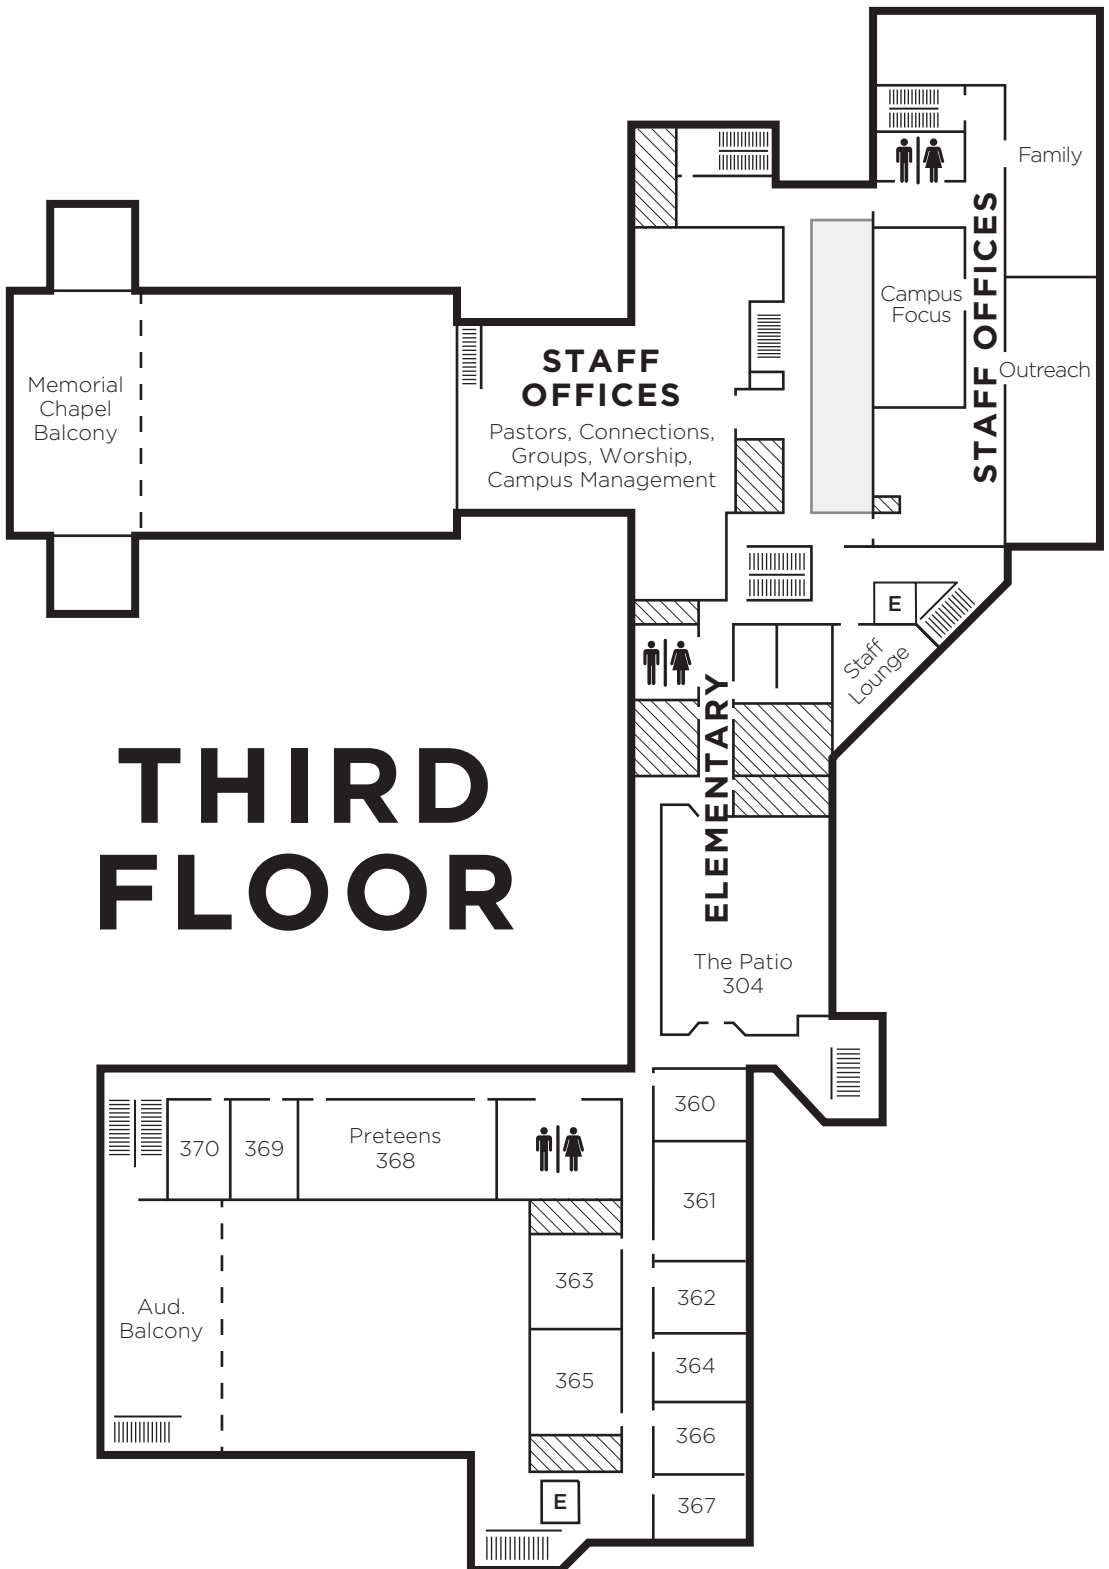 Family
STAFF OFFICES
Campus
Focus
Outreach
Memorial
Chapel
Balcony
STAFF
OFFICES
Pastors, Connections,
Groups, Worship,
Campus Management
E
Staff
Lounge
ELEMENTARY
THIRD
FLOOR
The Patio
304
360
370
369
Preteens
368
361
363
362
Aud.
Balcony
364
365
366
E
367